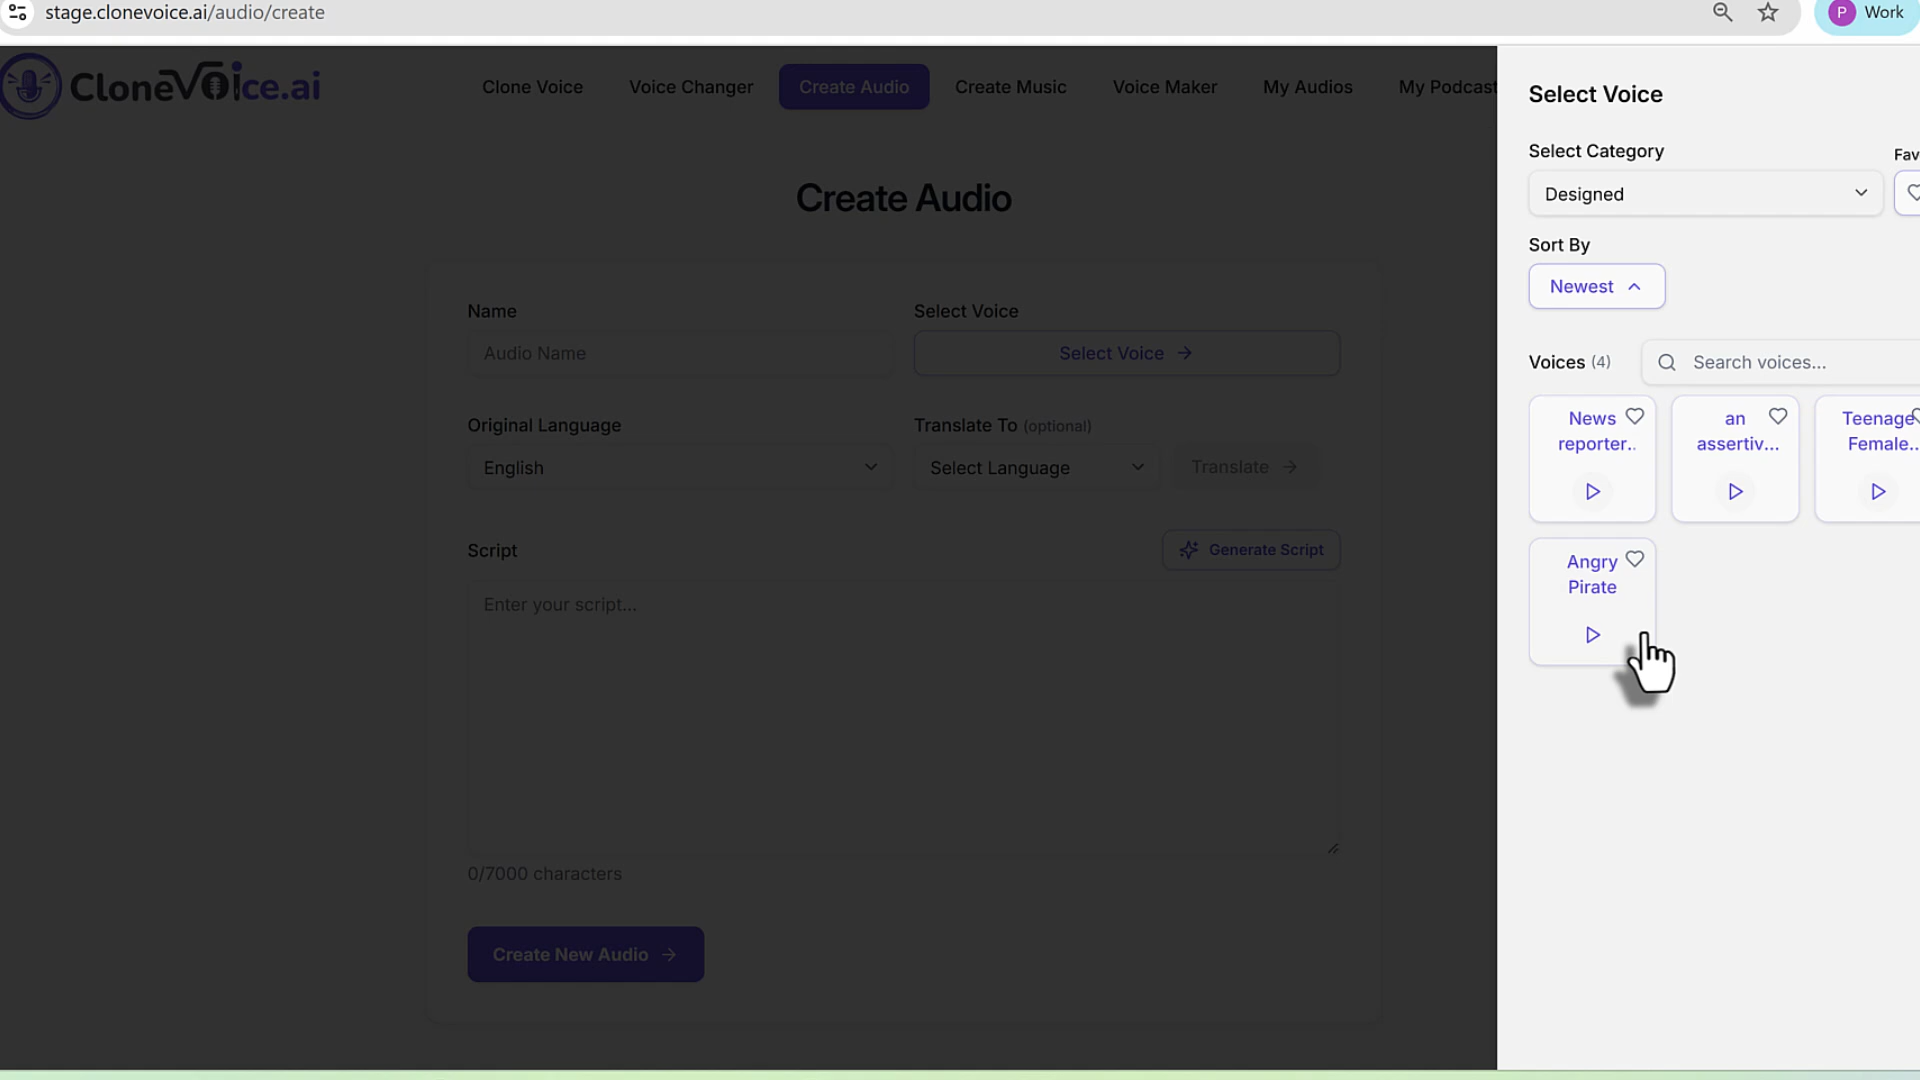 stage.clonevoice.ai/audio/create
P Work
CloneVoice.ai
Clone Voice
Voice Changer
Create Audio
Create Music
Voice Maker
My Audios
My Podcast
Create Audio
Name
Select Voice
Audio Name
Select Voice
Original Language
Translate To (optional)
English
Select Language
Translate
Script
Generate Script
Enter your script...
0/7000 characters
Create New Audio
Select Voice
Select Category
Fav
Designed
Sort By
Newest
Voices (4)
Search voices...
News
reporter..
an
assertiv...
Teenage
Female...
Angry
Pirate